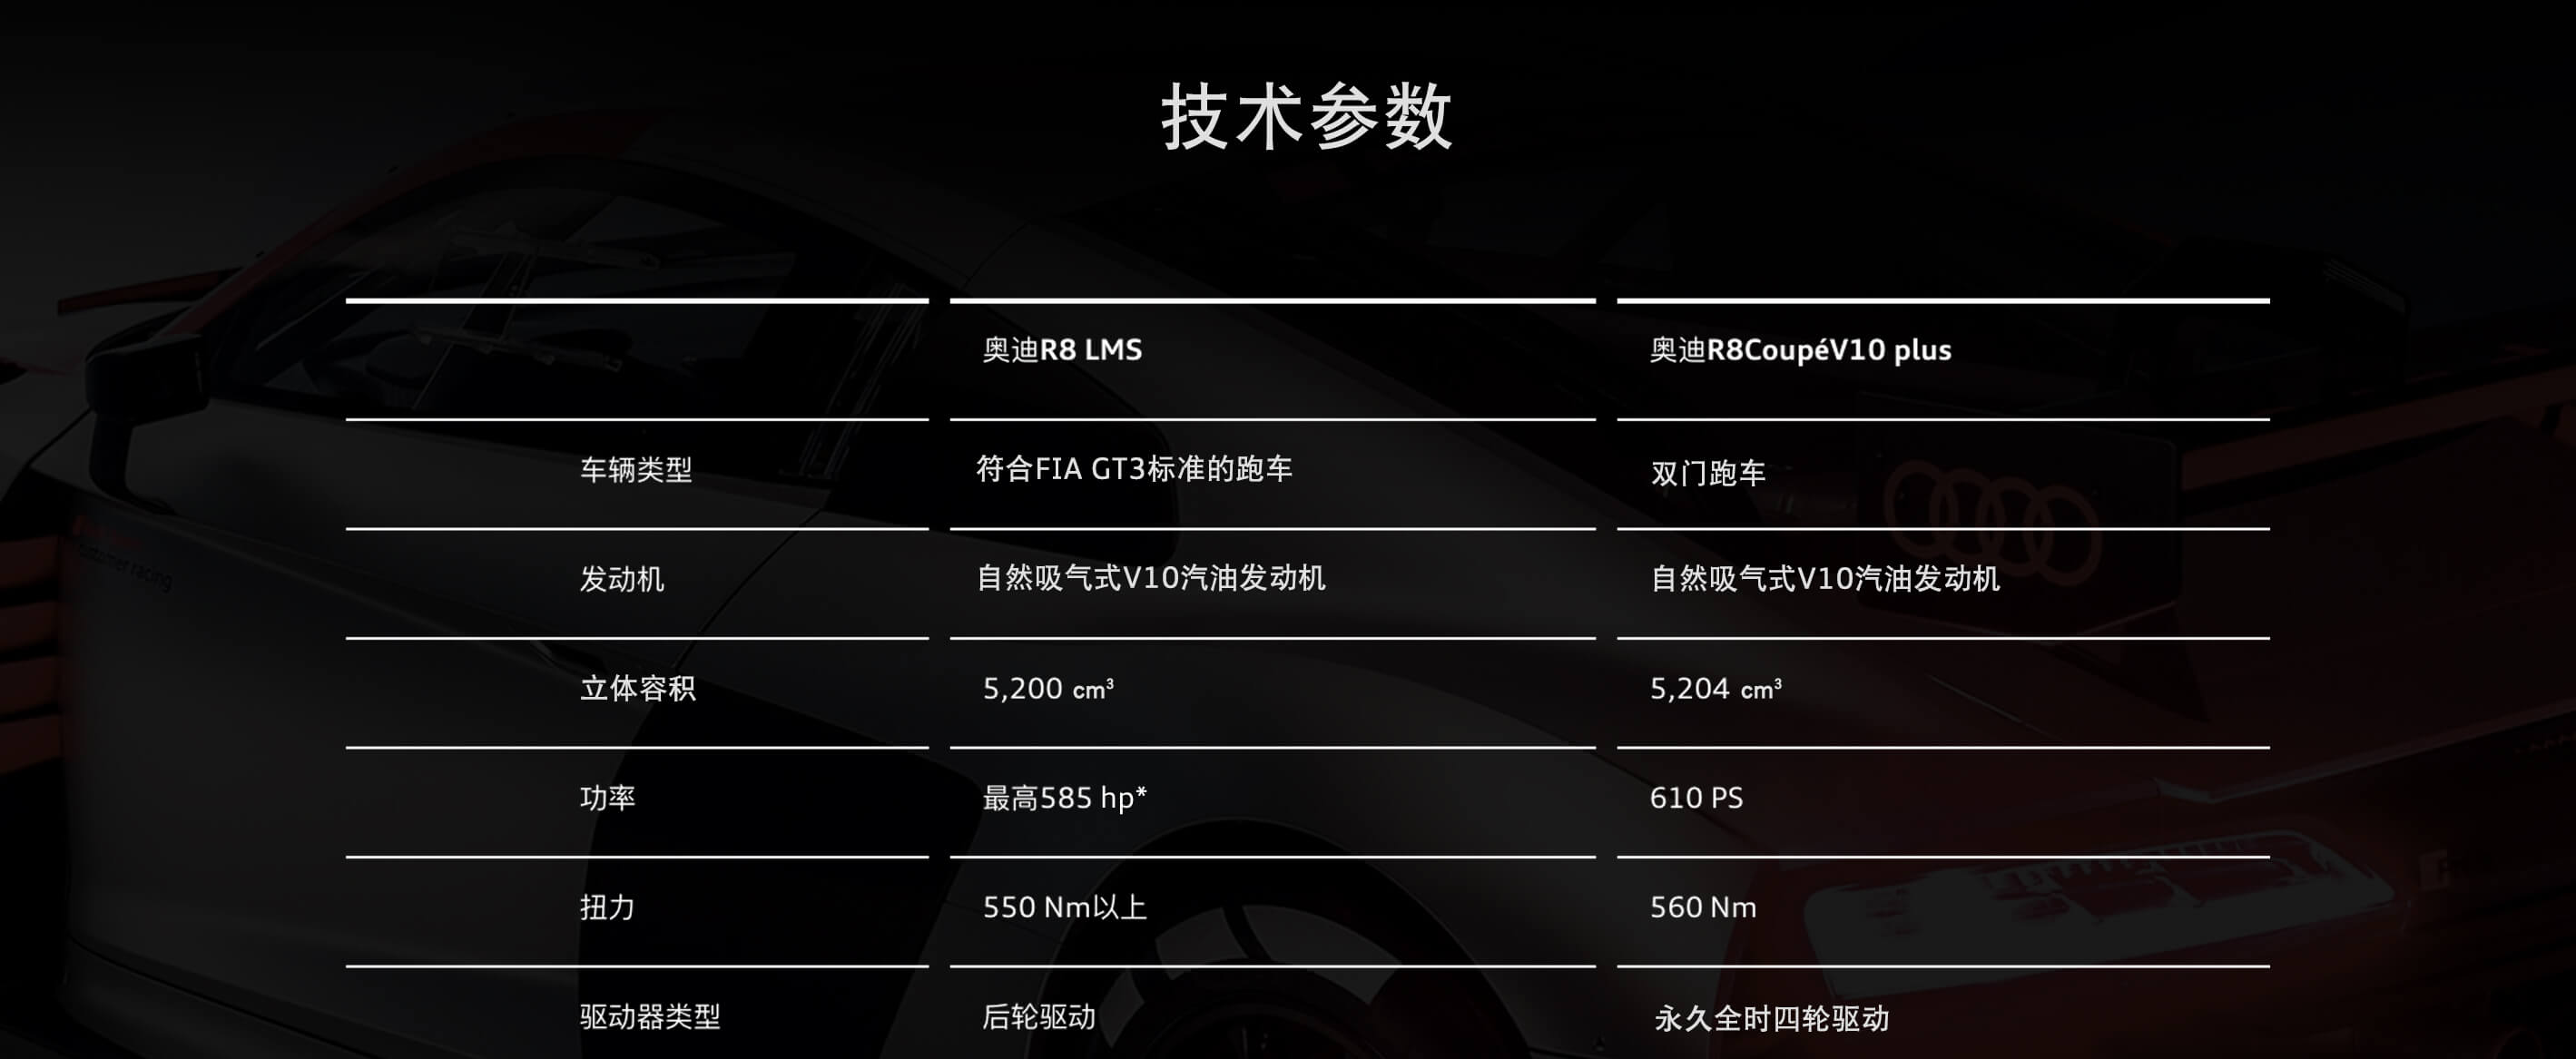 技术参数
奥迪R8 LMS 奥迪R8CoupéV10 plus
车辆类型 符合FIA GT3标准的跑车 双门跑车
发动机 自然吸气式V10汽油发动机 自然吸气式V10汽油发动机
立体容积 5,200 cm³ 5,204 cm³
功率 最高585 hp* 610 PS
扭力 550 Nm以上 560 Nm
驱动器类型 后轮驱动 永久全时四轮驱动
customer racing